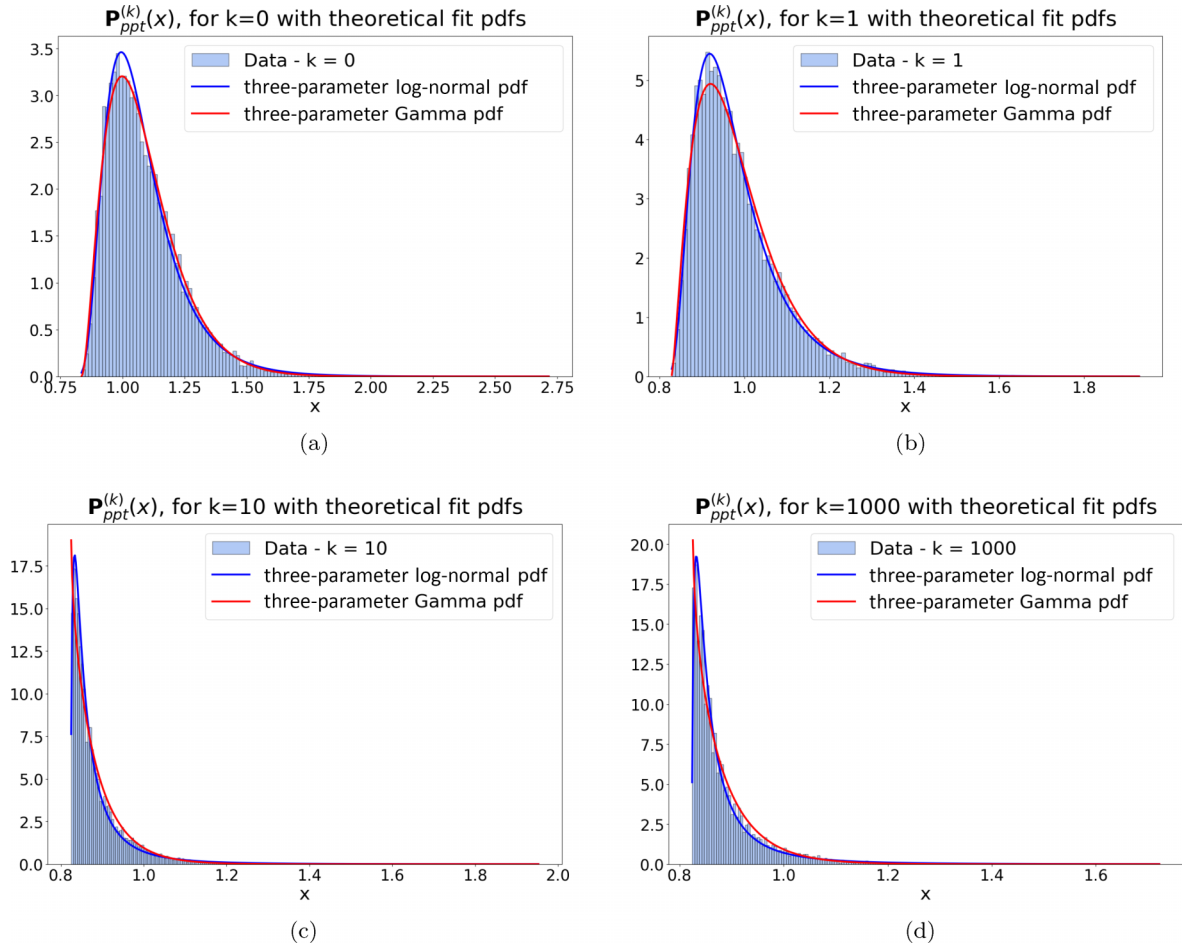 P_{ppt}^{(k)}(x), for k=0 with theoretical fit pdfs
Data - k = 0
three-parameter log-normal pdf
three-parameter Gamma pdf
3.5
3.0
2.5
2.0
1.5
1.0
0.5
0.0
0.75 1.00 1.25 1.50 1.75 2.00 2.25 2.50 2.75
x
(a)
P_{ppt}^{(k)}(x), for k=1 with theoretical fit pdfs
Data - k = 1
three-parameter log-normal pdf
three-parameter Gamma pdf
5
4
3
2
1
0
0.8 1.0 1.2 1.4 1.6 1.8
x
(b)
P_{ppt}^{(k)}(x), for k=10 with theoretical fit pdfs
Data - k = 10
three-parameter log-normal pdf
three-parameter Gamma pdf
17.5
15.0
12.5
10.0
7.5
5.0
2.5
0.0
0.8 1.0 1.2 1.4 1.6 1.8 2.0
x
(c)
P_{ppt}^{(k)}(x), for k=1000 with theoretical fit pdfs
Data - k = 1000
three-parameter log-normal pdf
three-parameter Gamma pdf
20.0
17.5
15.0
12.5
10.0
7.5
5.0
2.5
0.0
0.8 1.0 1.2 1.4 1.6
x
(d)